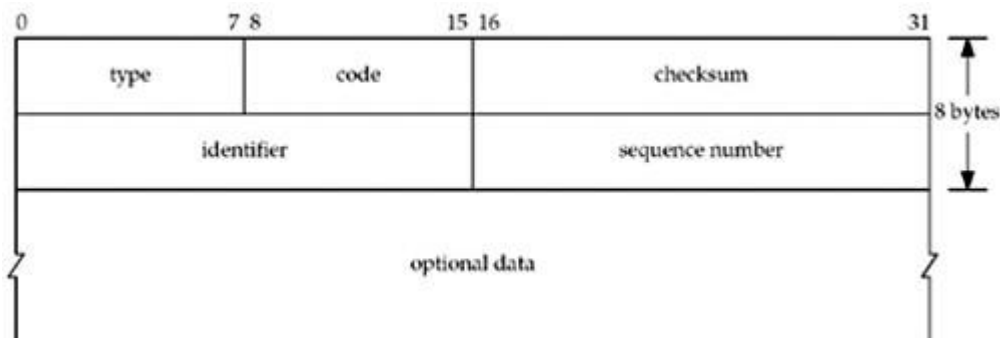 0 7 8 15 16 31
type code checksum
8 bytes
identifier sequence number
optional data